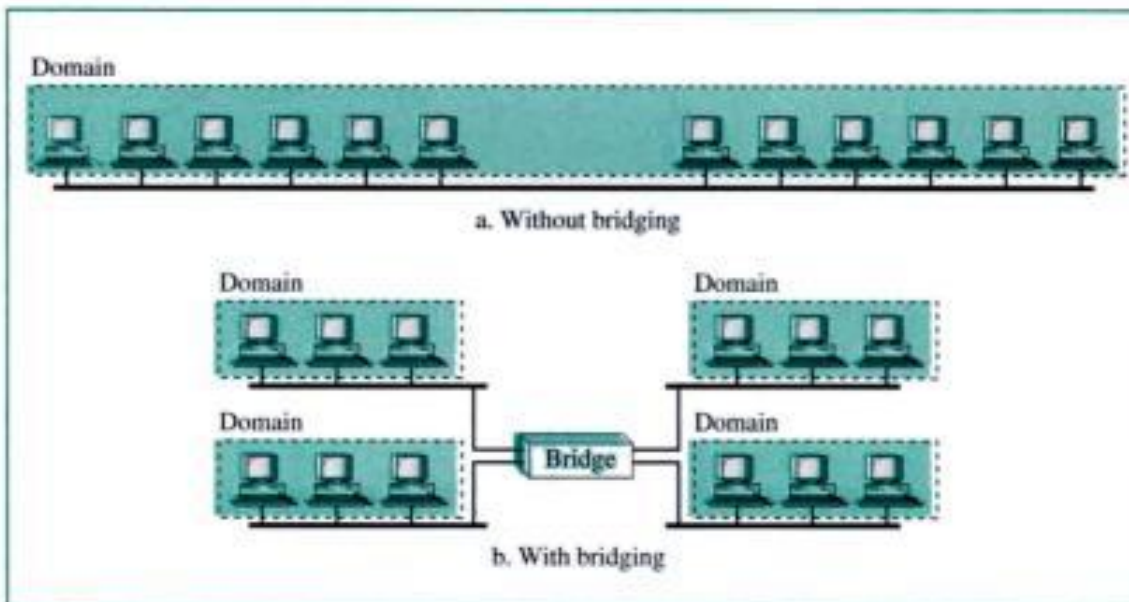 Domain
a. Without bridging
Domain
Domain
Domain
Domain
Bridge
b. With bridging